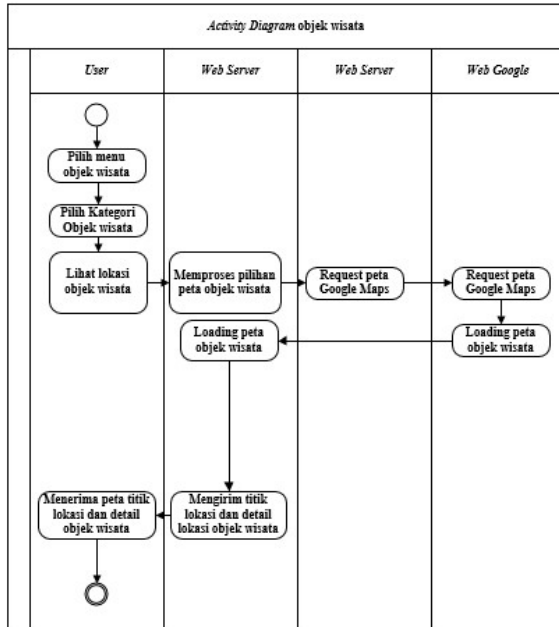 Activity Diagram objek wisata
User
Web Server
Web Server
Web Google
Pilih menu
objek wisata
Pilih Kategori
Objek wisata
Lihat lokasi
objek wisata
Memproses pilihan
peta objek wisata
Request peta
Google Maps
Request peta
Google Maps
Loading peta
objek wisata
Loading peta
objek wisata
Mengirim titik
lokasi dan detail
lokasi objek wisata
Menerima peta titik
lokasi dan detail
objek wisata